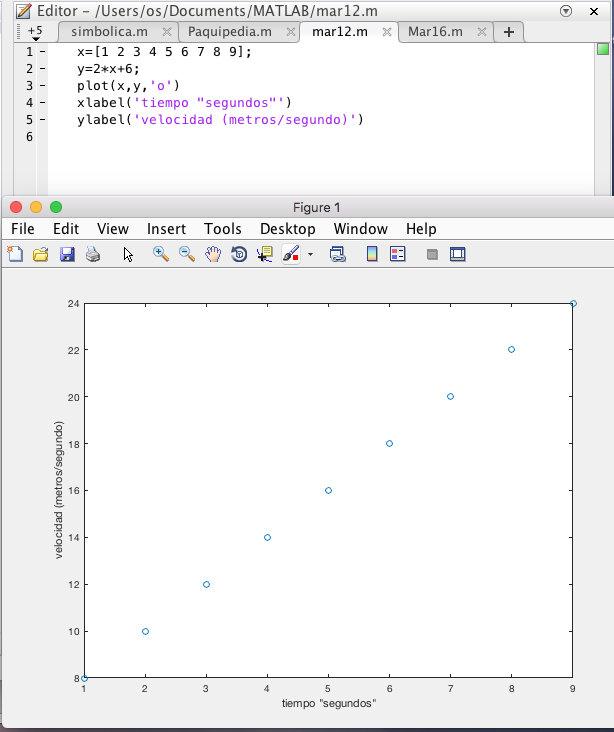 Editor – /Users/os/Documents/MATLAB/mar12.m
+5 simbolica.m Paquipedia.m mar12.m Mar16.m +
1 - x=[1 2 3 4 5 6 7 8 9];
2 - y=2*x+6;
3 - plot(x,y,'o')
4 - xlabel('tiempo "segundos"')
5 - ylabel('velocidad (metros/segundo)')
6
Figure 1
File Edit View Insert Tools Desktop Window Help
24
22
20
18
16
14
12
10
8
velocidad (metros/segundo)
1 2 3 4 5 6 7 8 9
tiempo "segundos"